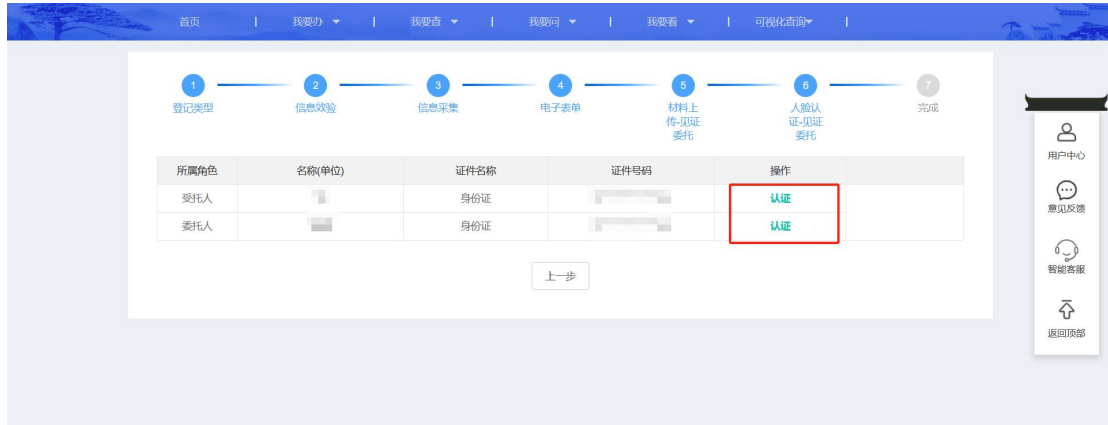 首页 | 我要办 | 我要查 | 我要问 | 我要看 | 可视化查询 |
1 2 3 4 5 6 7
登记类型 信息效验 信息采集 电子表单 材料上 人脸认 完成
传-见证 证-见证
委托 委托
所属角色 名称(单位) 证件名称 证件号码 操作
受托人 身份证 认证
委托人 身份证 认证
上一步
用户中心
意见反馈
智能客服
返回顶部